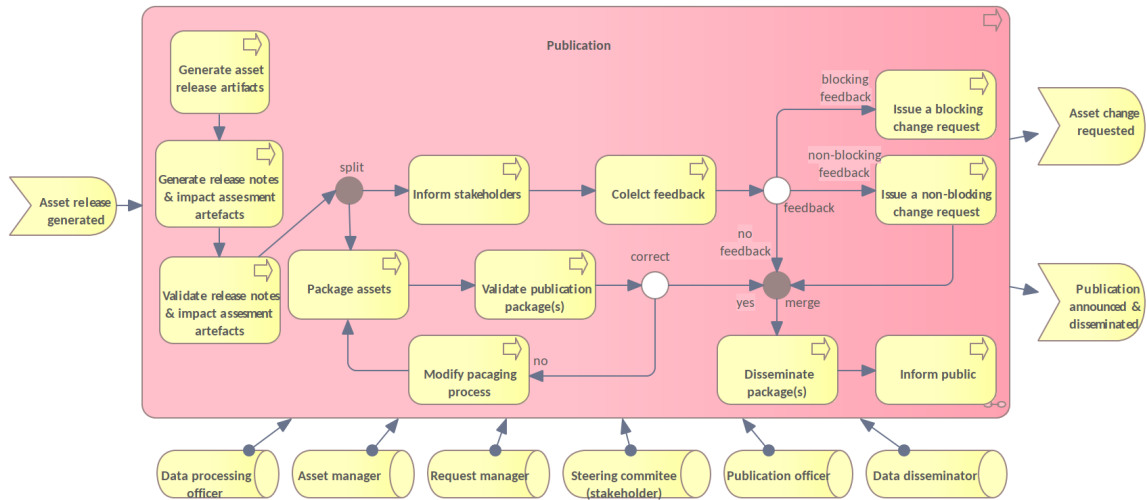 Publication
Generate asset
release artifacts
Generate release notes
& impact assesment
artefacts
Validate release notes
& impact assesment
artefacts
Asset release
generated
split
Inform stakeholders
Colelct feedback
feedback
blocking
feedback
Issue a blocking
change request
non-blocking
feedback
Issue a non-blocking
change request
no
feedback
Package assets
Validate publication
package(s)
correct
yes
merge
no
Modify pacaging
process
Disseminate
package(s)
Inform public
Asset change
requested
Publication
announced &
disseminated
Data processing
officer
Asset manager
Request manager
Steering commitee
(stakeholder)
Publication officer
Data disseminator